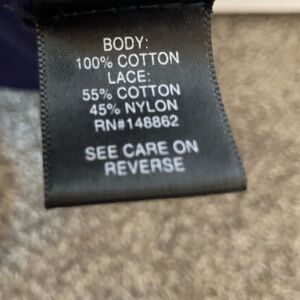 BODY:
100% COTTON
LACE:
55% COTTON
45% NYLON
RN#148862
SEE CARE ON
REVERSE